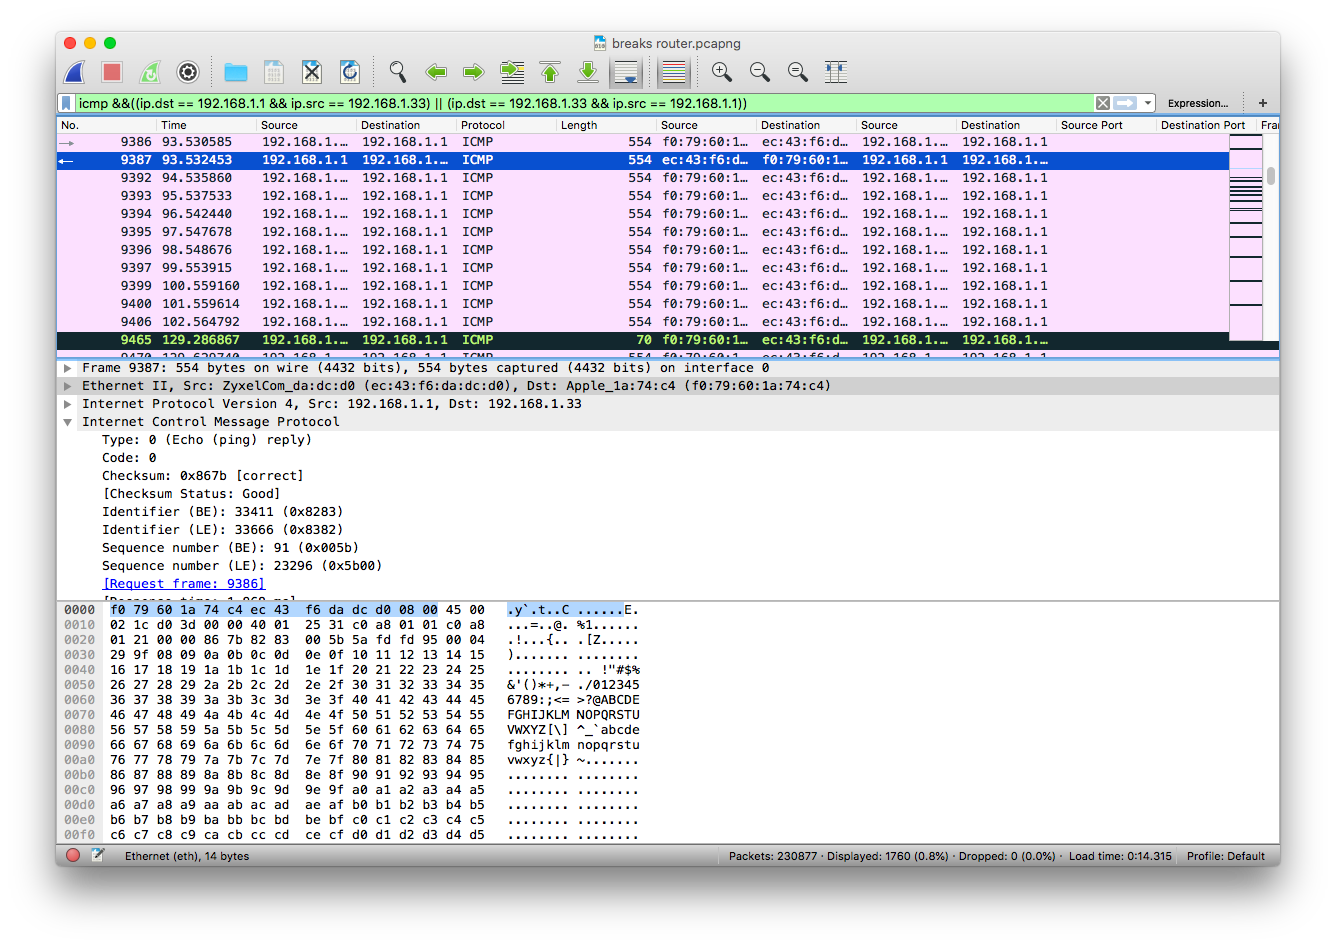 breaks router.pcapng
icmp &&((ip.dst == 192.168.1.1 && ip.src == 192.168.1.33) || (ip.dst == 192.168.1.33 && ip.src == 192.168.1.1))
Expression... +
No. Time Source Destination Protocol Length Source Destination Source Destination Source Port Destination Port Fra
9386 93.530585 192.168.1.… 192.168.1.1 ICMP 554 f0:79:60:1… ec:43:f6:d… 192.168.1.… 192.168.1.1
9387 93.532453 192.168.1.1 192.168.1.… ICMP 554 ec:43:f6:d… f0:79:60:1… 192.168.1.1 192.168.1.…
9392 94.535860 192.168.1.… 192.168.1.1 ICMP 554 f0:79:60:1… ec:43:f6:d… 192.168.1.… 192.168.1.1
9393 95.537533 192.168.1.… 192.168.1.1 ICMP 554 f0:79:60:1… ec:43:f6:d… 192.168.1.… 192.168.1.1
9394 96.542440 192.168.1.… 192.168.1.1 ICMP 554 f0:79:60:1… ec:43:f6:d… 192.168.1.… 192.168.1.1
9395 97.547678 192.168.1.… 192.168.1.1 ICMP 554 f0:79:60:1… ec:43:f6:d… 192.168.1.… 192.168.1.1
9396 98.548676 192.168.1.… 192.168.1.1 ICMP 554 f0:79:60:1… ec:43:f6:d… 192.168.1.… 192.168.1.1
9397 99.553915 192.168.1.… 192.168.1.1 ICMP 554 f0:79:60:1… ec:43:f6:d… 192.168.1.… 192.168.1.1
9399 100.559160 192.168.1.… 192.168.1.1 ICMP 554 f0:79:60:1… ec:43:f6:d… 192.168.1.… 192.168.1.1
9400 101.559614 192.168.1.… 192.168.1.1 ICMP 554 f0:79:60:1… ec:43:f6:d… 192.168.1.… 192.168.1.1
9406 102.564792 192.168.1.… 192.168.1.1 ICMP 554 f0:79:60:1… ec:43:f6:d… 192.168.1.… 192.168.1.1
9465 129.286867 192.168.1.… 192.168.1.1 ICMP 70 f0:79:60:1… ec:43:f6:d… 192.168.1.… 192.168.1.…
Frame 9387: 554 bytes on wire (4432 bits), 554 bytes captured (4432 bits) on interface 0
Ethernet II, Src: ZyxelCom_da:dc:d0 (ec:43:f6:da:dc:d0), Dst: Apple_1a:74:c4 (f0:79:60:1a:74:c4)
Internet Protocol Version 4, Src: 192.168.1.1, Dst: 192.168.1.33
Internet Control Message Protocol
Type: 0 (Echo (ping) reply)
Code: 0
Checksum: 0x867b [correct]
[Checksum Status: Good]
Identifier (BE): 33411 (0x8283)
Identifier (LE): 33666 (0x8382)
Sequence number (BE): 91 (0x005b)
Sequence number (LE): 23296 (0x5b00)
[Request frame: 9386]
0000 f0 79 60 1a 74 c4 ec 43 f6 da dc d0 08 00 45 00 .y`.t..C ......E.
0010 02 1c d0 3d 00 00 40 01 25 31 c0 a8 01 01 c0 a8 ...=..@. %1......
0020 01 21 00 00 86 7b 82 83 00 5b 5a fd fd 95 00 04 .!...{.. .[Z.....
0030 29 9f 08 09 0a 0b 0c 0d 0e 0f 10 11 12 13 14 15 )....... ........
0040 16 17 18 19 1a 1b 1c 1d 1e 1f 20 21 22 23 24 25 ........ .. !"#$%
0050 26 27 28 29 2a 2b 2c 2d 2e 2f 30 31 32 33 34 35 &'()*+,- ./012345
0060 36 37 38 39 3a 3b 3c 3d 3e 3f 40 41 42 43 44 45 6789:;<= >?@ABCDE
0070 46 47 48 49 4a 4b 4c 4d 4e 4f 50 51 52 53 54 55 FGHIJKLM NOPQRSTU
0080 56 57 58 59 5a 5b 5c 5d 5e 5f 60 61 62 63 64 65 VWXYZ[\] ^_`abcde
0090 66 67 68 69 6a 6b 6c 6d 6e 6f 70 71 72 73 74 75 fghijklm nopqrstu
00a0 76 77 78 79 7a 7b 7c 7d 7e 7f 80 81 82 83 84 85 vwxyz{|} ~.......
00b0 86 87 88 89 8a 8b 8c 8d 8e 8f 90 91 92 93 94 95 ........ ........
00c0 96 97 98 99 9a 9b 9c 9d 9e 9f a0 a1 a2 a3 a4 a5 ........ ........
00d0 a6 a7 a8 a9 aa ab ac ad ae af b0 b1 b2 b3 b4 b5 ........ ........
00e0 b6 b7 b8 b9 ba bb bc bd be bf c0 c1 c2 c3 c4 c5 ........ ........
00f0 c6 c7 c8 c9 ca cb cc cd ce cf d0 d1 d2 d3 d4 d5 ........ ........
Ethernet (eth), 14 bytes
Packets: 230877 · Displayed: 1760 (0.8%) · Dropped: 0 (0.0%) · Load time: 0:14.315 Profile: Default